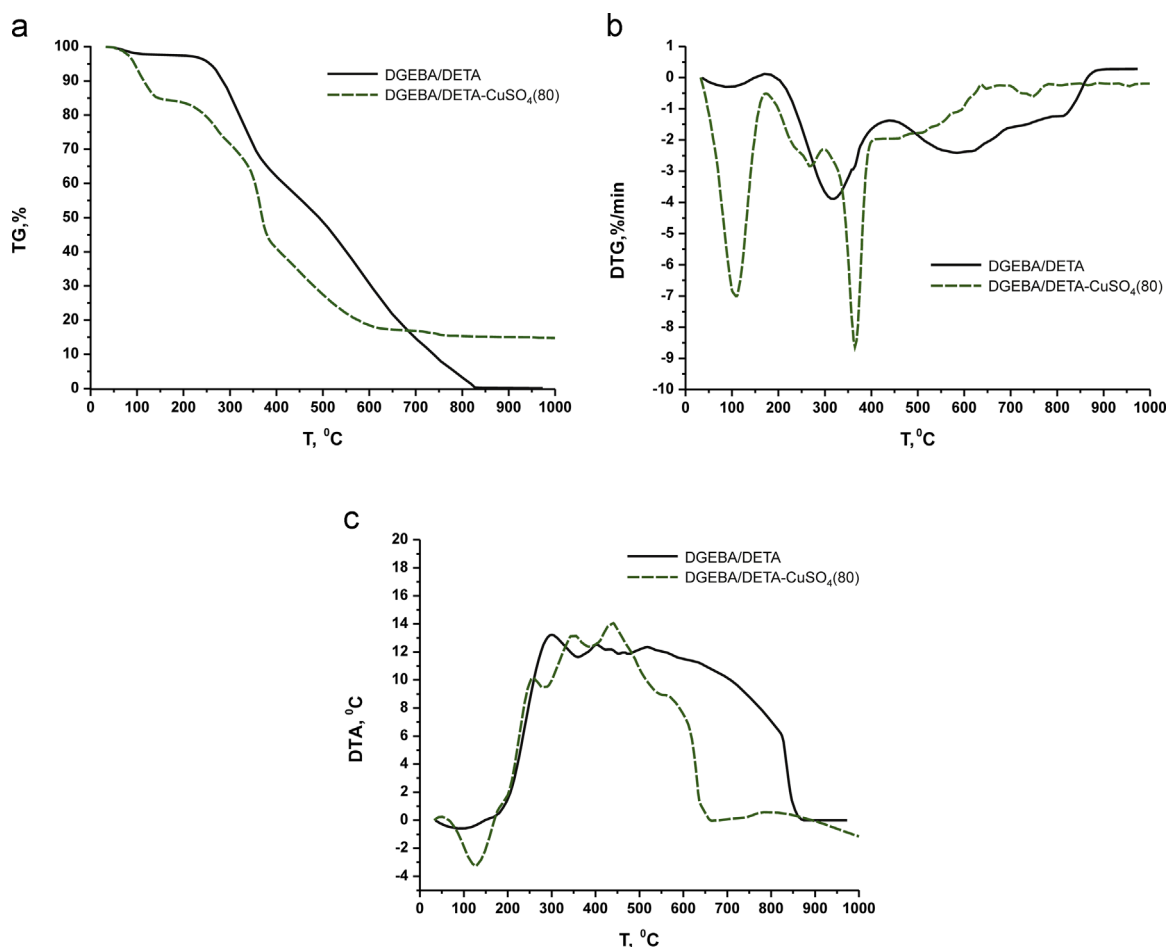 a
100
90
80
70
60
50
40
30
20
10
0
TG,%
0 100 200 300 400 500 600 700 800 900 1000
T, ⁰C
DGEBA/DETA
DGEBA/DETA-CuSO₄(80)
b
1
0
-1
-2
-3
-4
-5
-6
-7
-8
-9
-10
DTG,%/min
0 100 200 300 400 500 600 700 800 900 1000
T,⁰C
DGEBA/DETA
DGEBA/DETA-CuSO₄(80)
c
20
18
16
14
12
10
8
6
4
2
0
-2
-4
DTA, ⁰C
0 100 200 300 400 500 600 700 800 900 1000
T, ⁰C
DGEBA/DETA
DGEBA/DETA-CuSO₄(80)